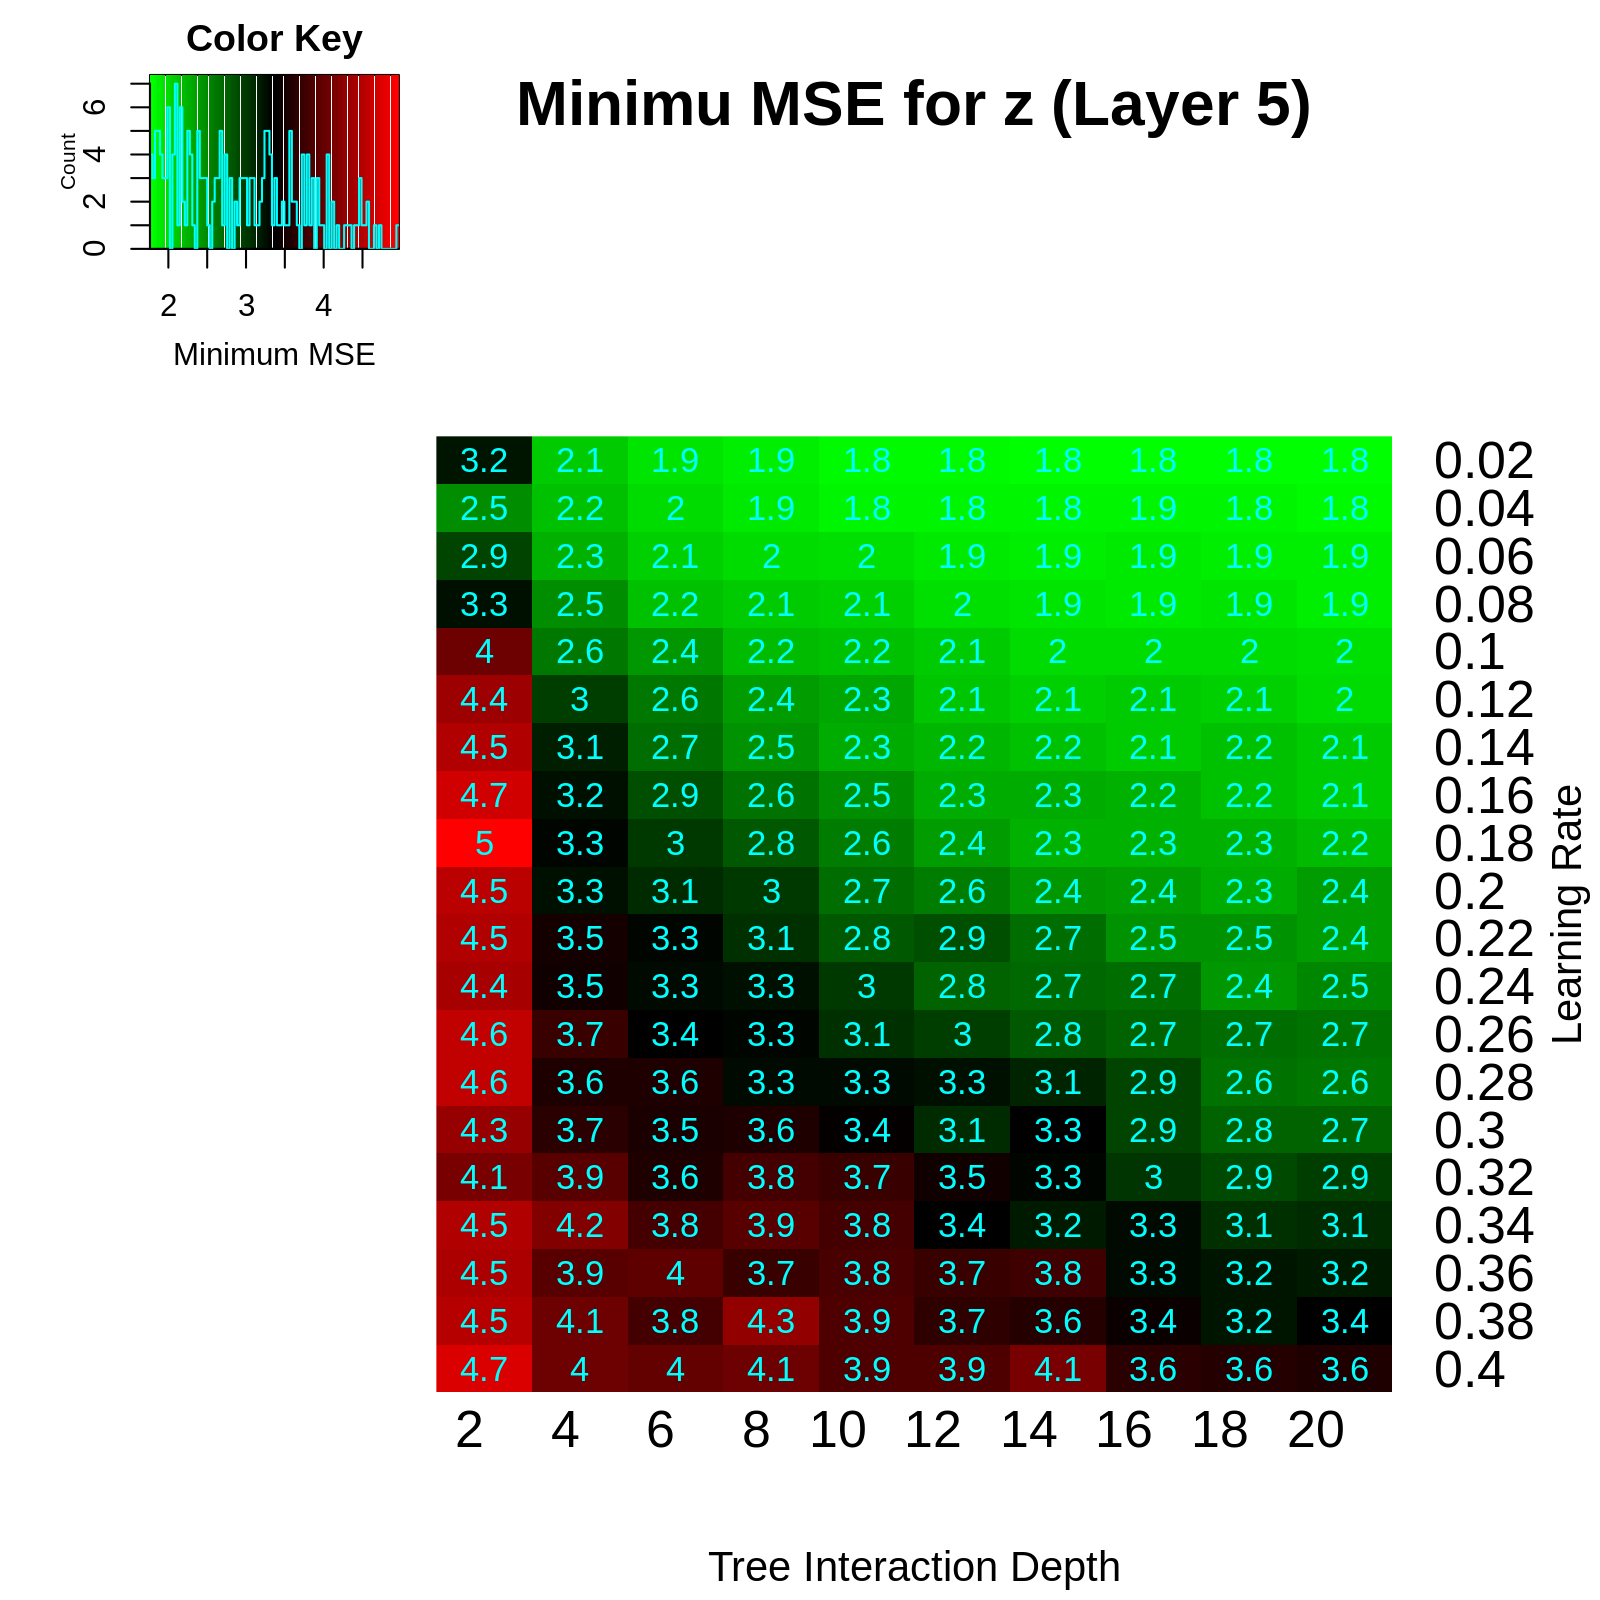 Color Key
Minimu MSE for z (Layer 5)
Count
0 2 4 6
2 3 4
Minimum MSE
3.2 2.1 1.9 1.9 1.8 1.8 1.8 1.8 1.8 1.8 0.02
2.5 2.2 2 1.9 1.8 1.8 1.8 1.9 1.8 1.8 0.04
2.9 2.3 2.1 2 2 1.9 1.9 1.9 1.9 1.9 0.06
3.3 2.5 2.2 2.1 2.1 2 1.9 1.9 1.9 1.9 0.08
4 2.6 2.4 2.2 2.2 2.1 2 2 2 2 0.1
4.4 3 2.6 2.4 2.3 2.1 2.1 2.1 2.1 2 0.12
4.5 3.1 2.7 2.5 2.3 2.2 2.2 2.1 2.2 2.1 0.14
4.7 3.2 2.9 2.6 2.5 2.3 2.3 2.2 2.2 2.1 0.16
5 3.3 3 2.8 2.6 2.4 2.3 2.3 2.3 2.2 0.18
4.5 3.3 3.1 3 2.7 2.6 2.4 2.4 2.3 2.4 0.2
4.5 3.5 3.3 3.1 2.8 2.9 2.7 2.5 2.5 2.4 0.22
4.4 3.5 3.3 3.3 3 2.8 2.7 2.7 2.4 2.5 0.24
4.6 3.7 3.4 3.3 3.1 3 2.8 2.7 2.7 2.7 0.26
4.6 3.6 3.6 3.3 3.3 3.3 3.1 2.9 2.6 2.6 0.28
4.3 3.7 3.5 3.6 3.4 3.1 3.3 2.9 2.8 2.7 0.3
4.1 3.9 3.6 3.8 3.7 3.5 3.3 3 2.9 2.9 0.32
4.5 4.2 3.8 3.9 3.8 3.4 3.2 3.3 3.1 3.1 0.34
4.5 3.9 4 3.7 3.8 3.7 3.8 3.3 3.2 3.2 0.36
4.5 4.1 3.8 4.3 3.9 3.7 3.6 3.4 3.2 3.4 0.38
4.7 4 4 4.1 3.9 3.9 4.1 3.6 3.6 3.6 0.4
Learning Rate
2 4 6 8 10 12 14 16 18 20
Tree Interaction Depth